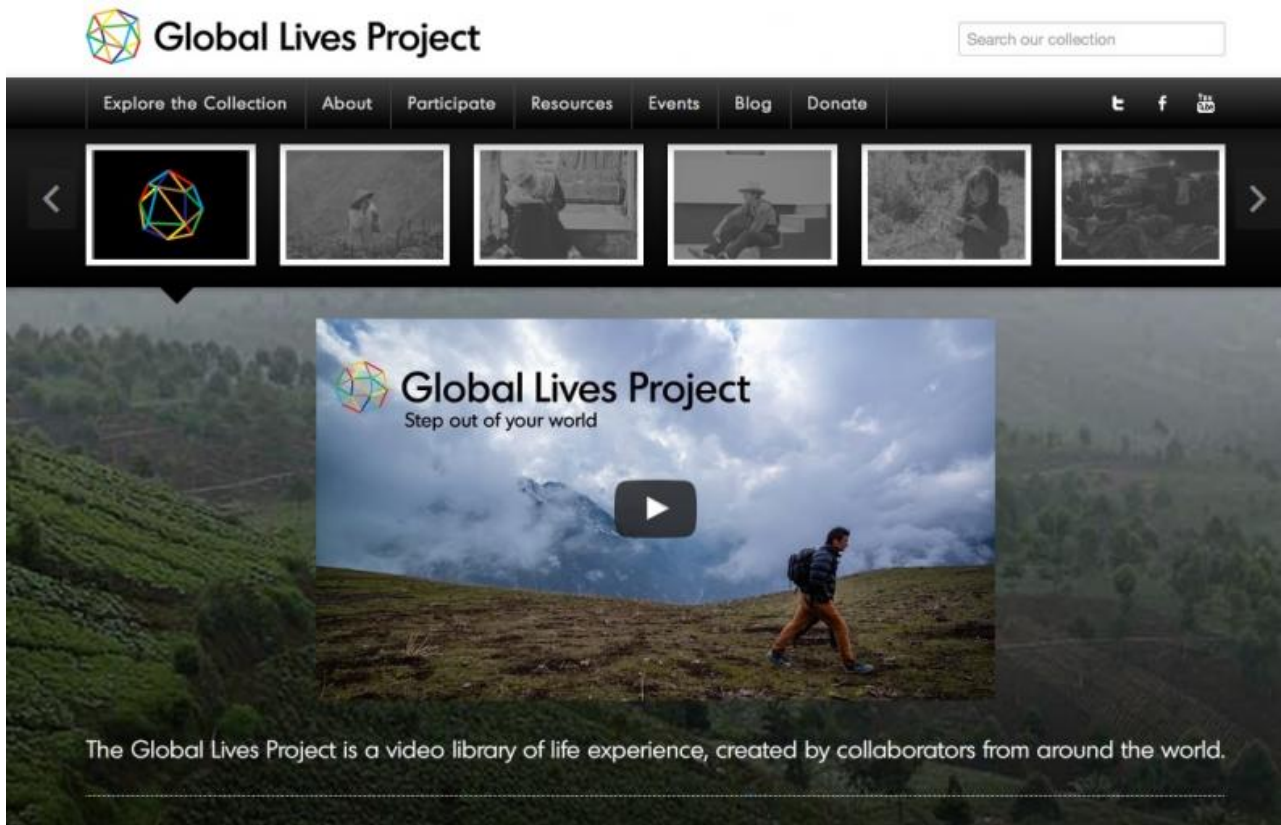 Global Lives Project
Search our collection
Explore the Collection About Participate Resources Events Blog Donate
You Tube
Global Lives Project
Step out of your world
The Global Lives Project is a video library of life experience, created by collaborators from around the world.